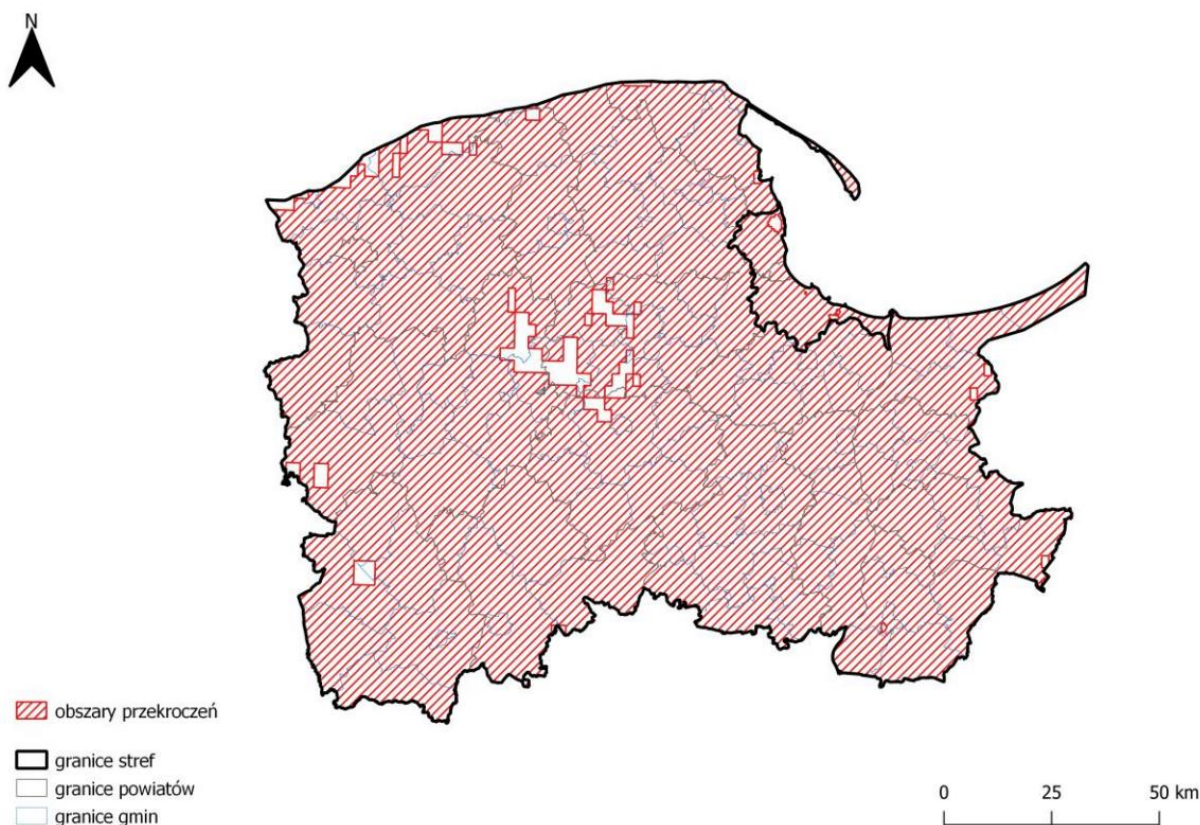 N
obszary przekroczeń
granice stref
granice powiatów
granice gmin
0 25 50 km